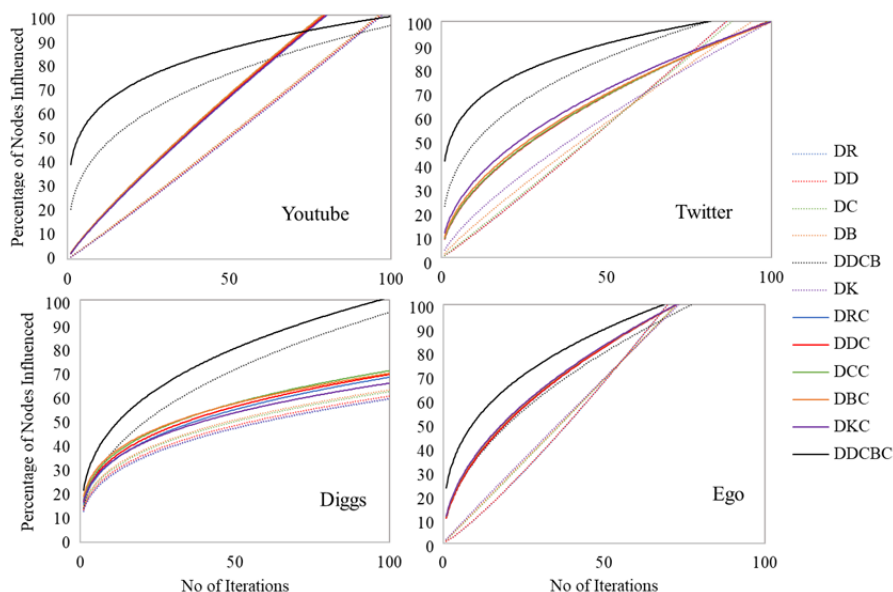 Percentage of Nodes Influenced
100
90
80
70
60
50
40
30
20
10
0
Youtube
0
50
100
100
90
80
70
60
50
40
30
20
10
0
Twitter
0
50
100
Percentage of Nodes Influenced
100
90
80
70
60
50
40
30
20
10
0
Diggs
0
50
100
No of Iterations
100
90
80
70
60
50
40
30
20
10
0
Ego
0
50
100
No of Iterations
DR
DD
DC
DB
DDCB
DK
DRC
DDC
DCC
DBC
DKC
DDCBC